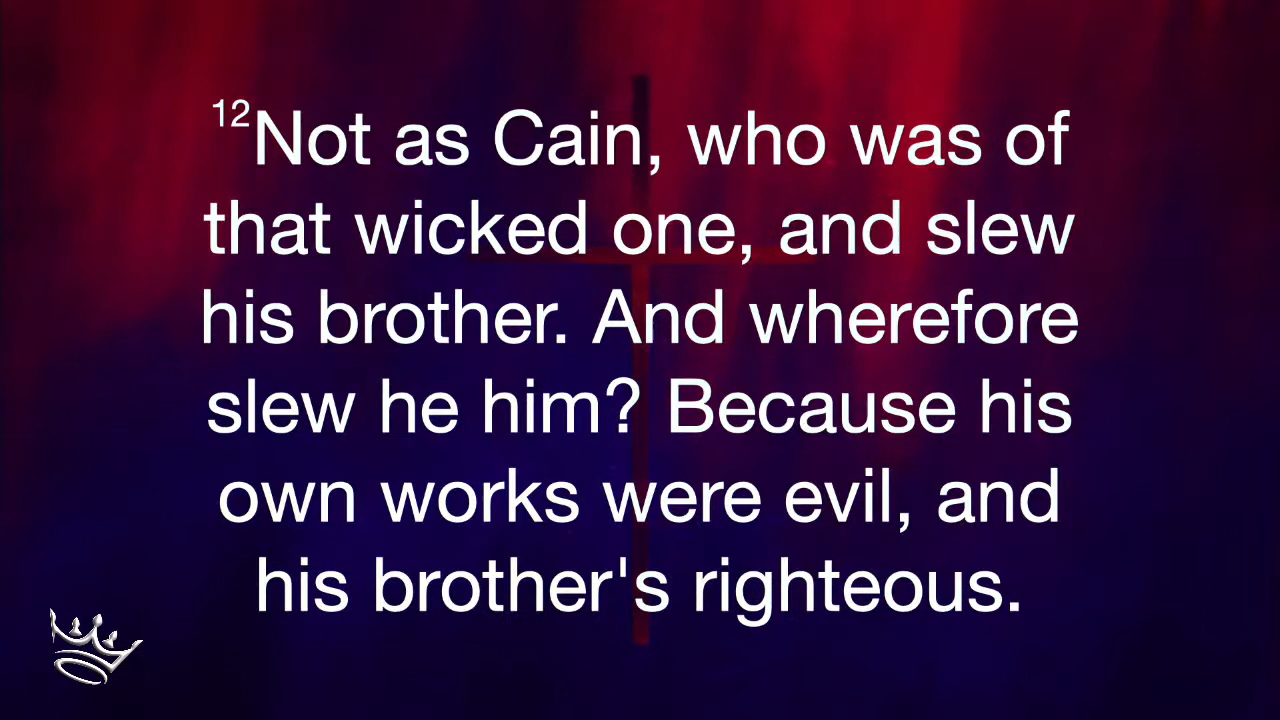 12Not as Cain, who was of
that wicked one, and slew
his brother. And wherefore
slew he him? Because his
own works were evil, and
his brother's righteous.